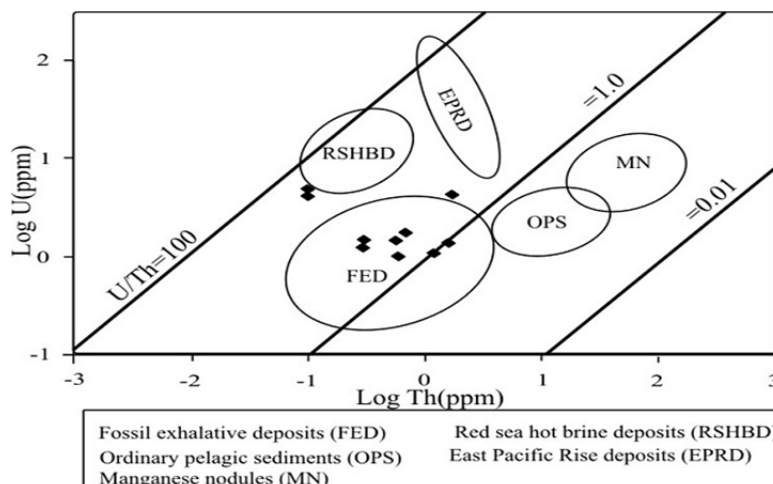 2
EPRD
=1.0
RSHBD
1
MN
Log U(ppm)
=0.01
OPS
0
U/Th=100
FED
-1
-3 -2 -1 0 1 2 3
Log Th(ppm)
Fossil exhalative deposits (FED) Red sea hot brine deposits (RSHBD)
Ordinary pelagic sediments (OPS) East Pacific Rise deposits (EPRD)
Manganese nodules (MN)